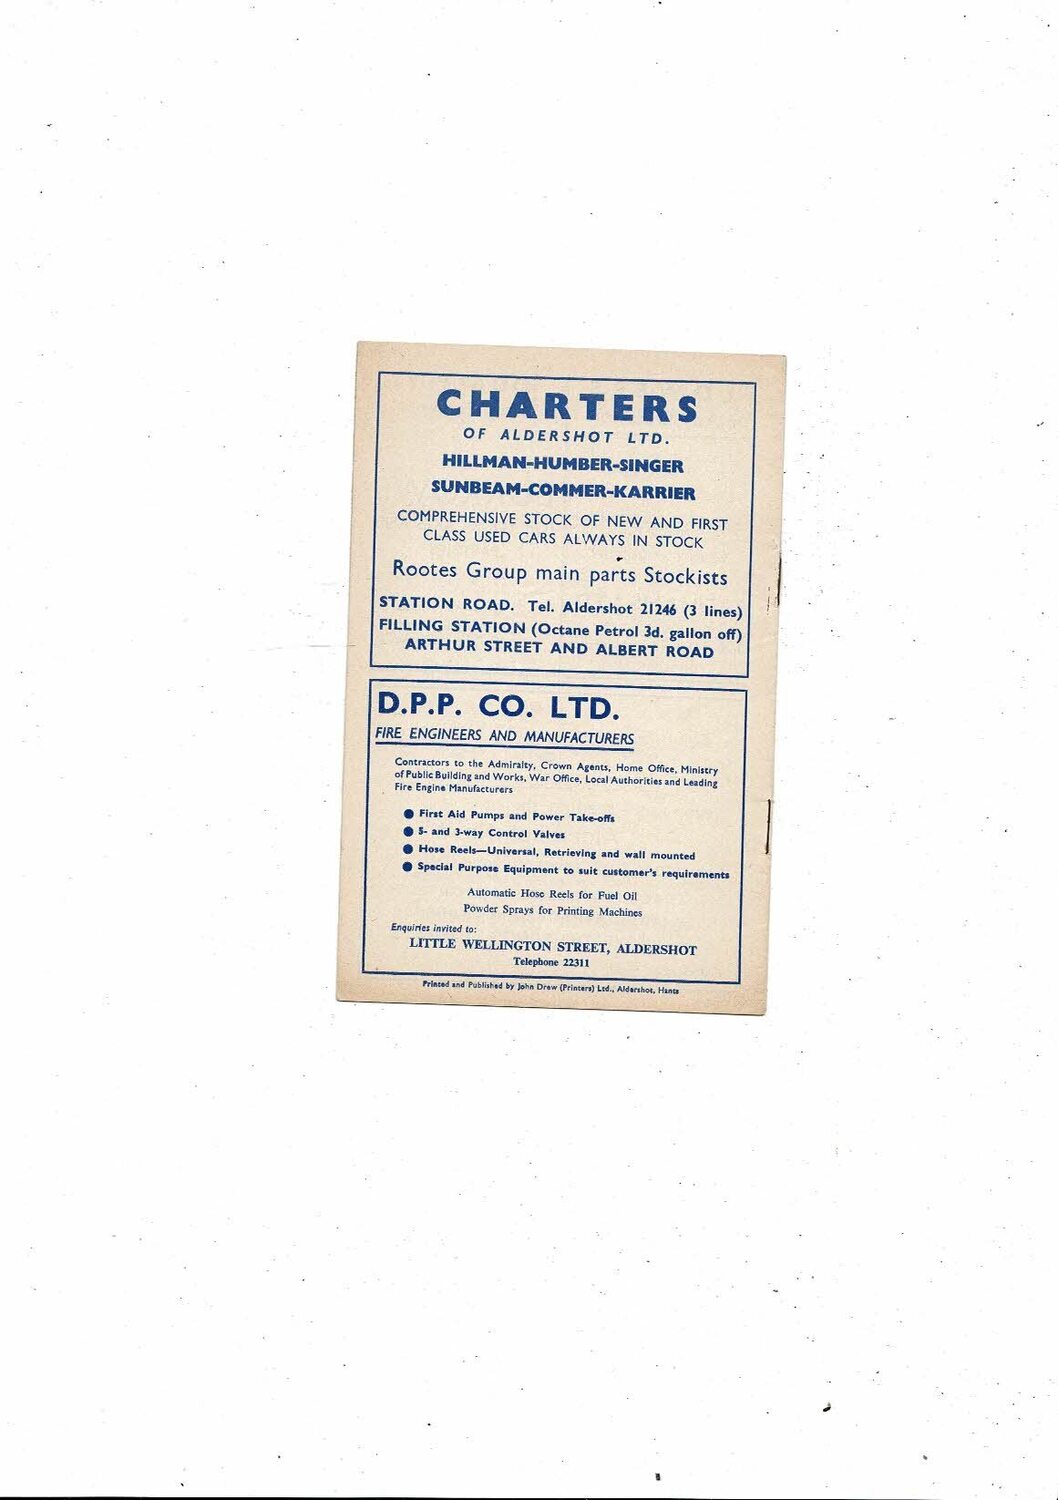 CHARTERS
OF ALDERSHOT LTD.
HILLMAN-HUMBER-SINGER
SUNBEAM-COMMER-KARRIER
COMPREHENSIVE STOCK OF NEW AND FIRST
CLASS USED CARS ALWAYS IN STOCK
Rootes Group main parts Stockists
STATION ROAD. Tel. Aldershot 21246 (3 lines)
FILLING STATION (Octane Petrol 3d. gallon off)
ARTHUR STREET AND ALBERT ROAD
D.P.P. CO. LTD.
FIRE ENGINEERS AND MANUFACTURERS
Contractors to the Admiralty, Crown Agents, Home Office, Ministry
of Public Building and Works, War Office, Local Authorities and Leading
Fire Engine Manufacturers
● First Aid Pumps and Power Take-offs
● 5- and 3-way Control Valves
● Hose Reels—Universal, Retrieving and wall mounted
● Special Purpose Equipment to suit customer's requirements
Automatic Hose Reels for Fuel Oil
Powder Sprays for Printing Machines
Enquiries invited to:
LITTLE WELLINGTON STREET, ALDERSHOT
Telephone 22311
Printed and Published by John Drew (Printers) Ltd., Aldershot, Hants